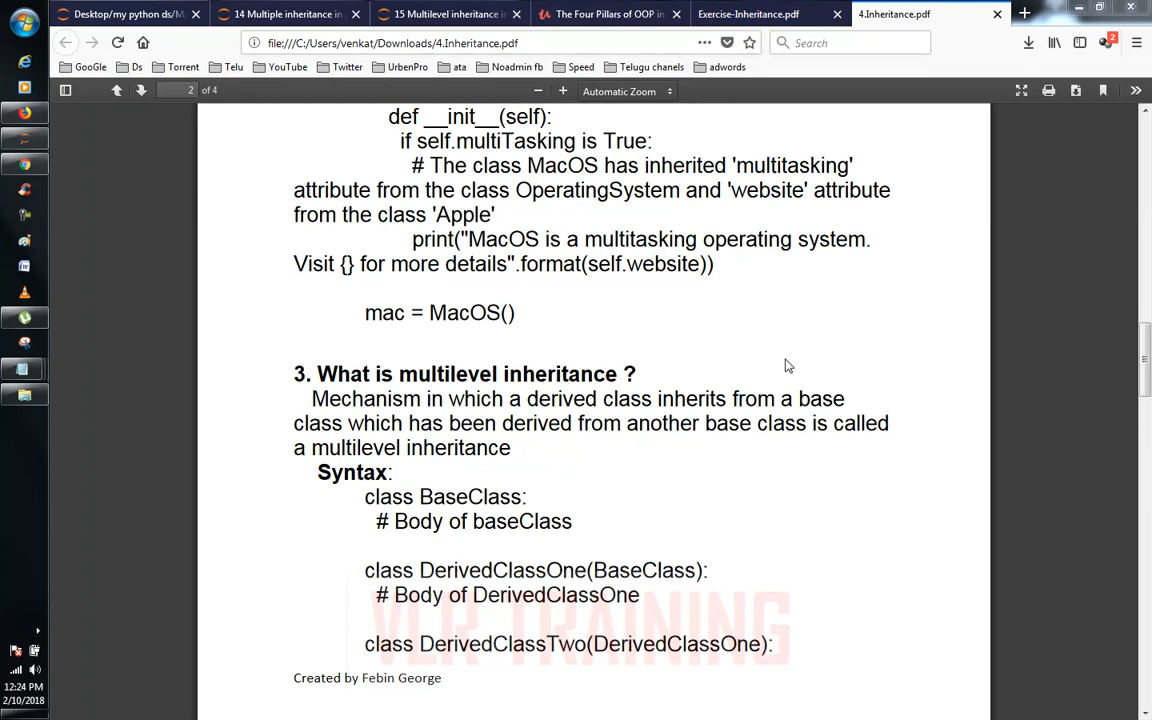 Desktop/my python ds/M
14 Multiple inheritance in
15 Multilevel inheritance i
The Four Pillars of OOP in
Exercise-Inheritance.pdf
4.Inheritance.pdf
file:///C:/Users/venkat/Downloads/4.Inheritance.pdf
Search
2
GooGle
Ds
Torrent
Telu
YouTube
Twitter
UrbenPro
ata
Noadmin fb
Speed
Telugu chanels
adwords
2 of 4
Automatic Zoom
def __init__(self):
if self.multiTasking is True:
# The class MacOS has inherited 'multitasking'
attribute from the class OperatingSystem and 'website' attribute
from the class 'Apple'
print("MacOS is a multitasking operating system.
Visit {} for more details".format(self.website))
mac = MacOS()
3. What is multilevel inheritance ?
Mechanism in which a derived class inherits from a base
class which has been derived from another base class is called
a multilevel inheritance
Syntax:
class BaseClass:
# Body of baseClass
class DerivedClassOne(BaseClass):
# Body of DerivedClassOne
VLR TRAINING
class DerivedClassTwo(DerivedClassOne):
Created by Febin George
12:24 PM
2/10/2018